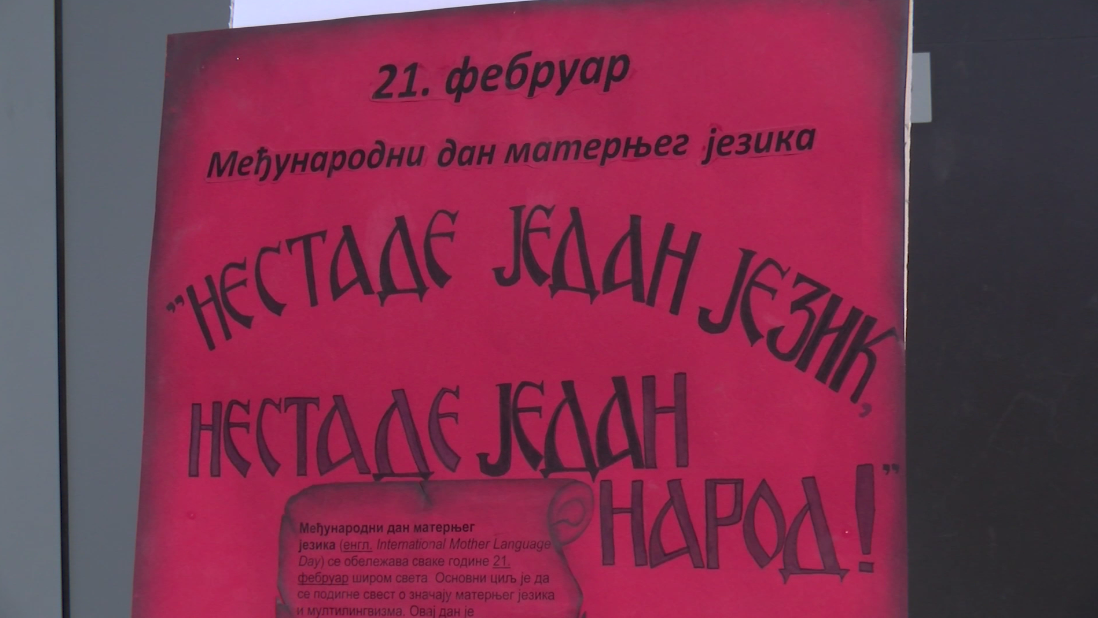 21. фебруар
Међународни дан матерњег језика
"НЕСТАДЕ ЈЕДАН ЈЕЗИК,
НЕСТАДЕ ЈЕДАН
НАРОД!"
Међународни дан матерњег
језика (енгл. International Mother Language
Day) се обележава сваке године 21.
фебруар широм света. Основни циљ је да
се подигне свест о значају матерњег језика
и мултилингвизма. Овај дан је